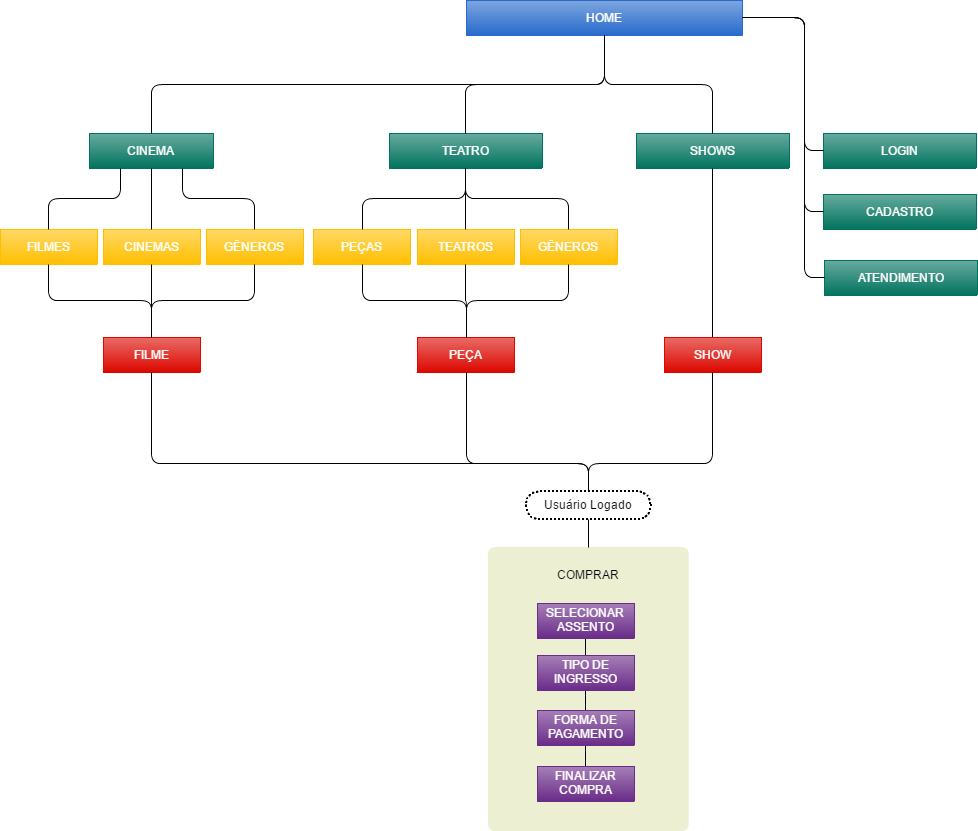 HOME
CINEMA
TEATRO
SHOWS
LOGIN
CADASTRO
ATENDIMENTO
FILMES
CINEMAS
GÊNEROS
PEÇAS
TEATROS
GÊNEROS
FILME
PEÇA
SHOW
Usuário Logado
COMPRAR
SELECIONAR
ASSENTO
TIPO DE
INGRESSO
FORMA DE
PAGAMENTO
FINALIZAR
COMPRA